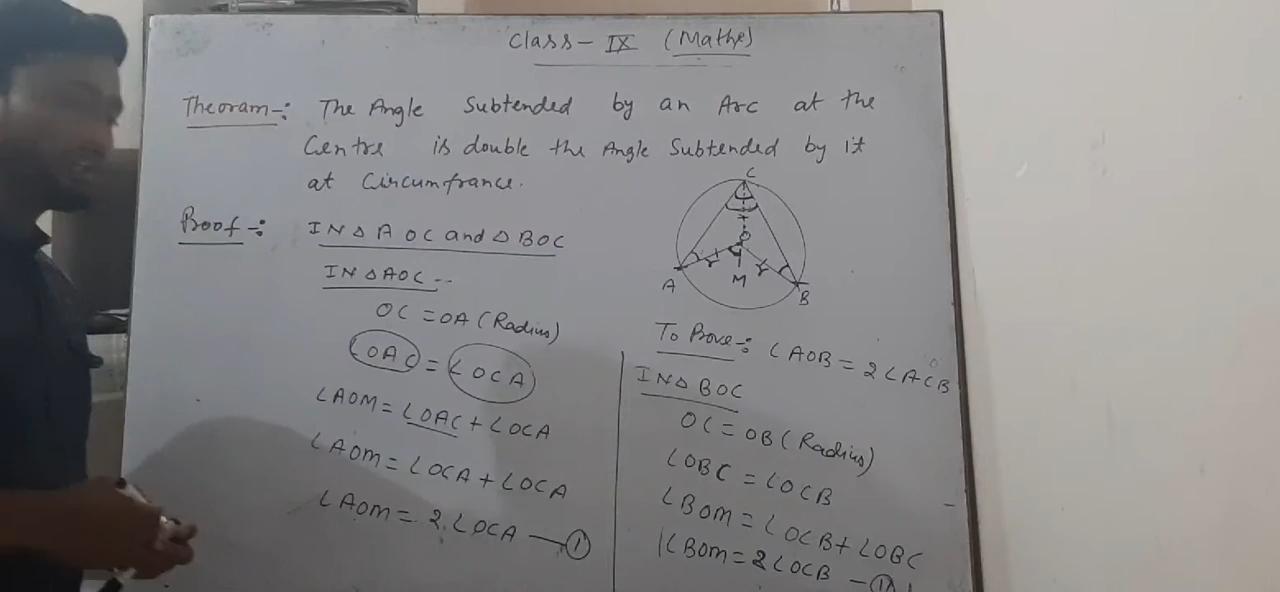 Class - IX (Maths)
Theoram-: The Angle Subtended by an Arc at the
Centre is double the Angle Subtended by it
at Circumfrance.
Proof-: IN △ AOC and △ BOC
IN △ AOC --
OC = OA (Radius)
∠OAC = ∠OCA
∠AOM = ∠OAC + ∠OCA
∠AOM = ∠OCA + ∠OCA
∠AOM = 2∠OCA — ①
C
O
A
M
B
To Prove-: ∠AOB = 2∠ACB
IN △ BOC
OC = OB (Radius)
∠OBC = ∠OCB
∠BOM = ∠OCB + ∠OBC
∠BOM = 2∠OCB — ⑪